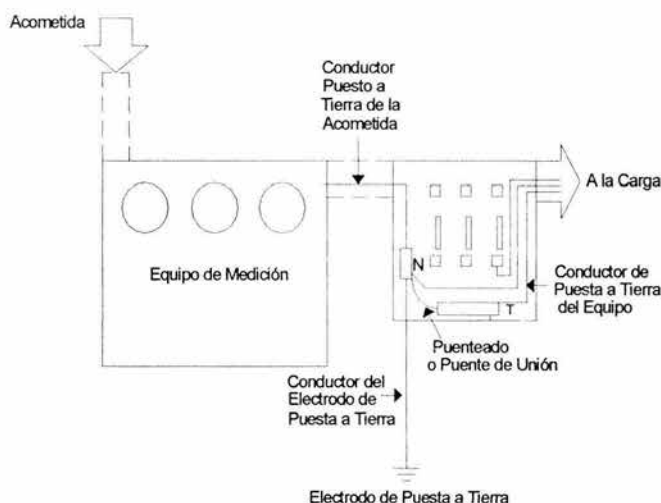 Acometida
Conductor
Puesto a
Tierra de la
Acometida
A la Carga
Equipo de Medición
N
Conductor de
Puesta a Tierra
del Equipo
T
Puenteado
o Puente de Unión
Conductor del
Electrodo de
Puesta a Tierra
Electrodo de Puesta a Tierra